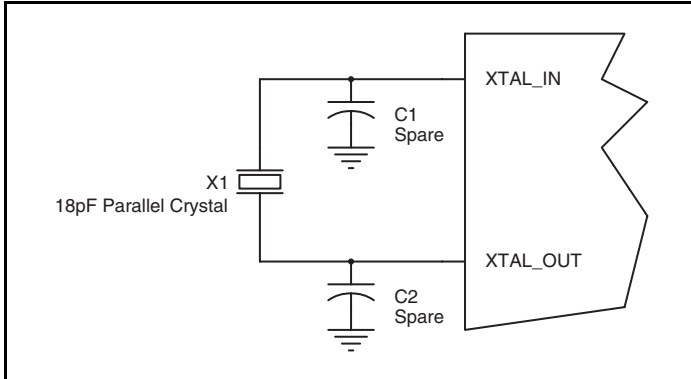 XTAL_IN
C1
Spare
X1
18pF Parallel Crystal
XTAL_OUT
C2
Spare